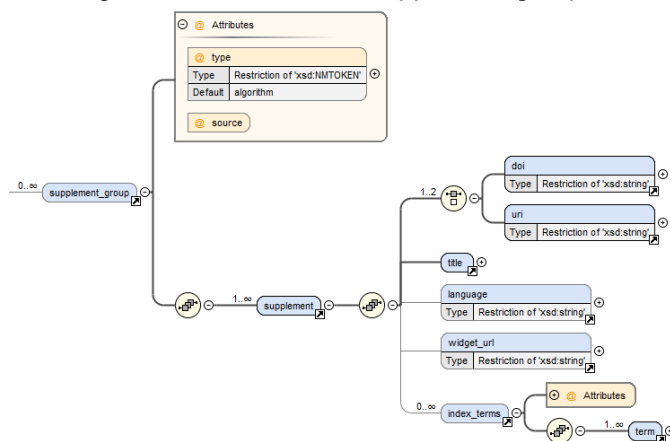 @ Attributes
@ type
Type Restriction of 'xsd:NMTOKEN'
Default algorithm
@ source
0..∞ supplement_group
1..2
doi
Type Restriction of 'xsd:string'
uri
Type Restriction of 'xsd:string'
title
1..∞ supplement
language
Type Restriction of 'xsd:string'
widget_url
Type Restriction of 'xsd:string'
@ Attributes
0..∞ index_terms
1..∞ term